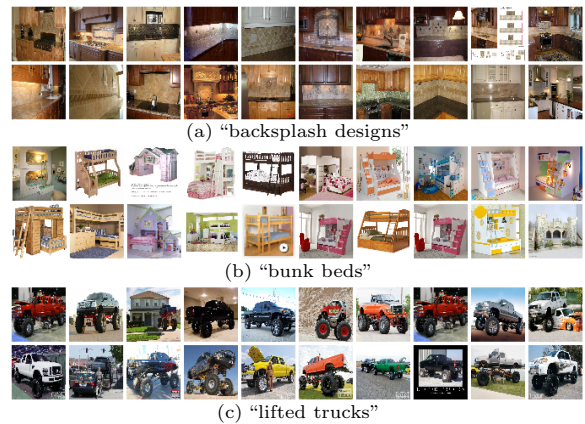 (a) “backsplash designs”
(b) “bunk beds”
(c) “lifted trucks”